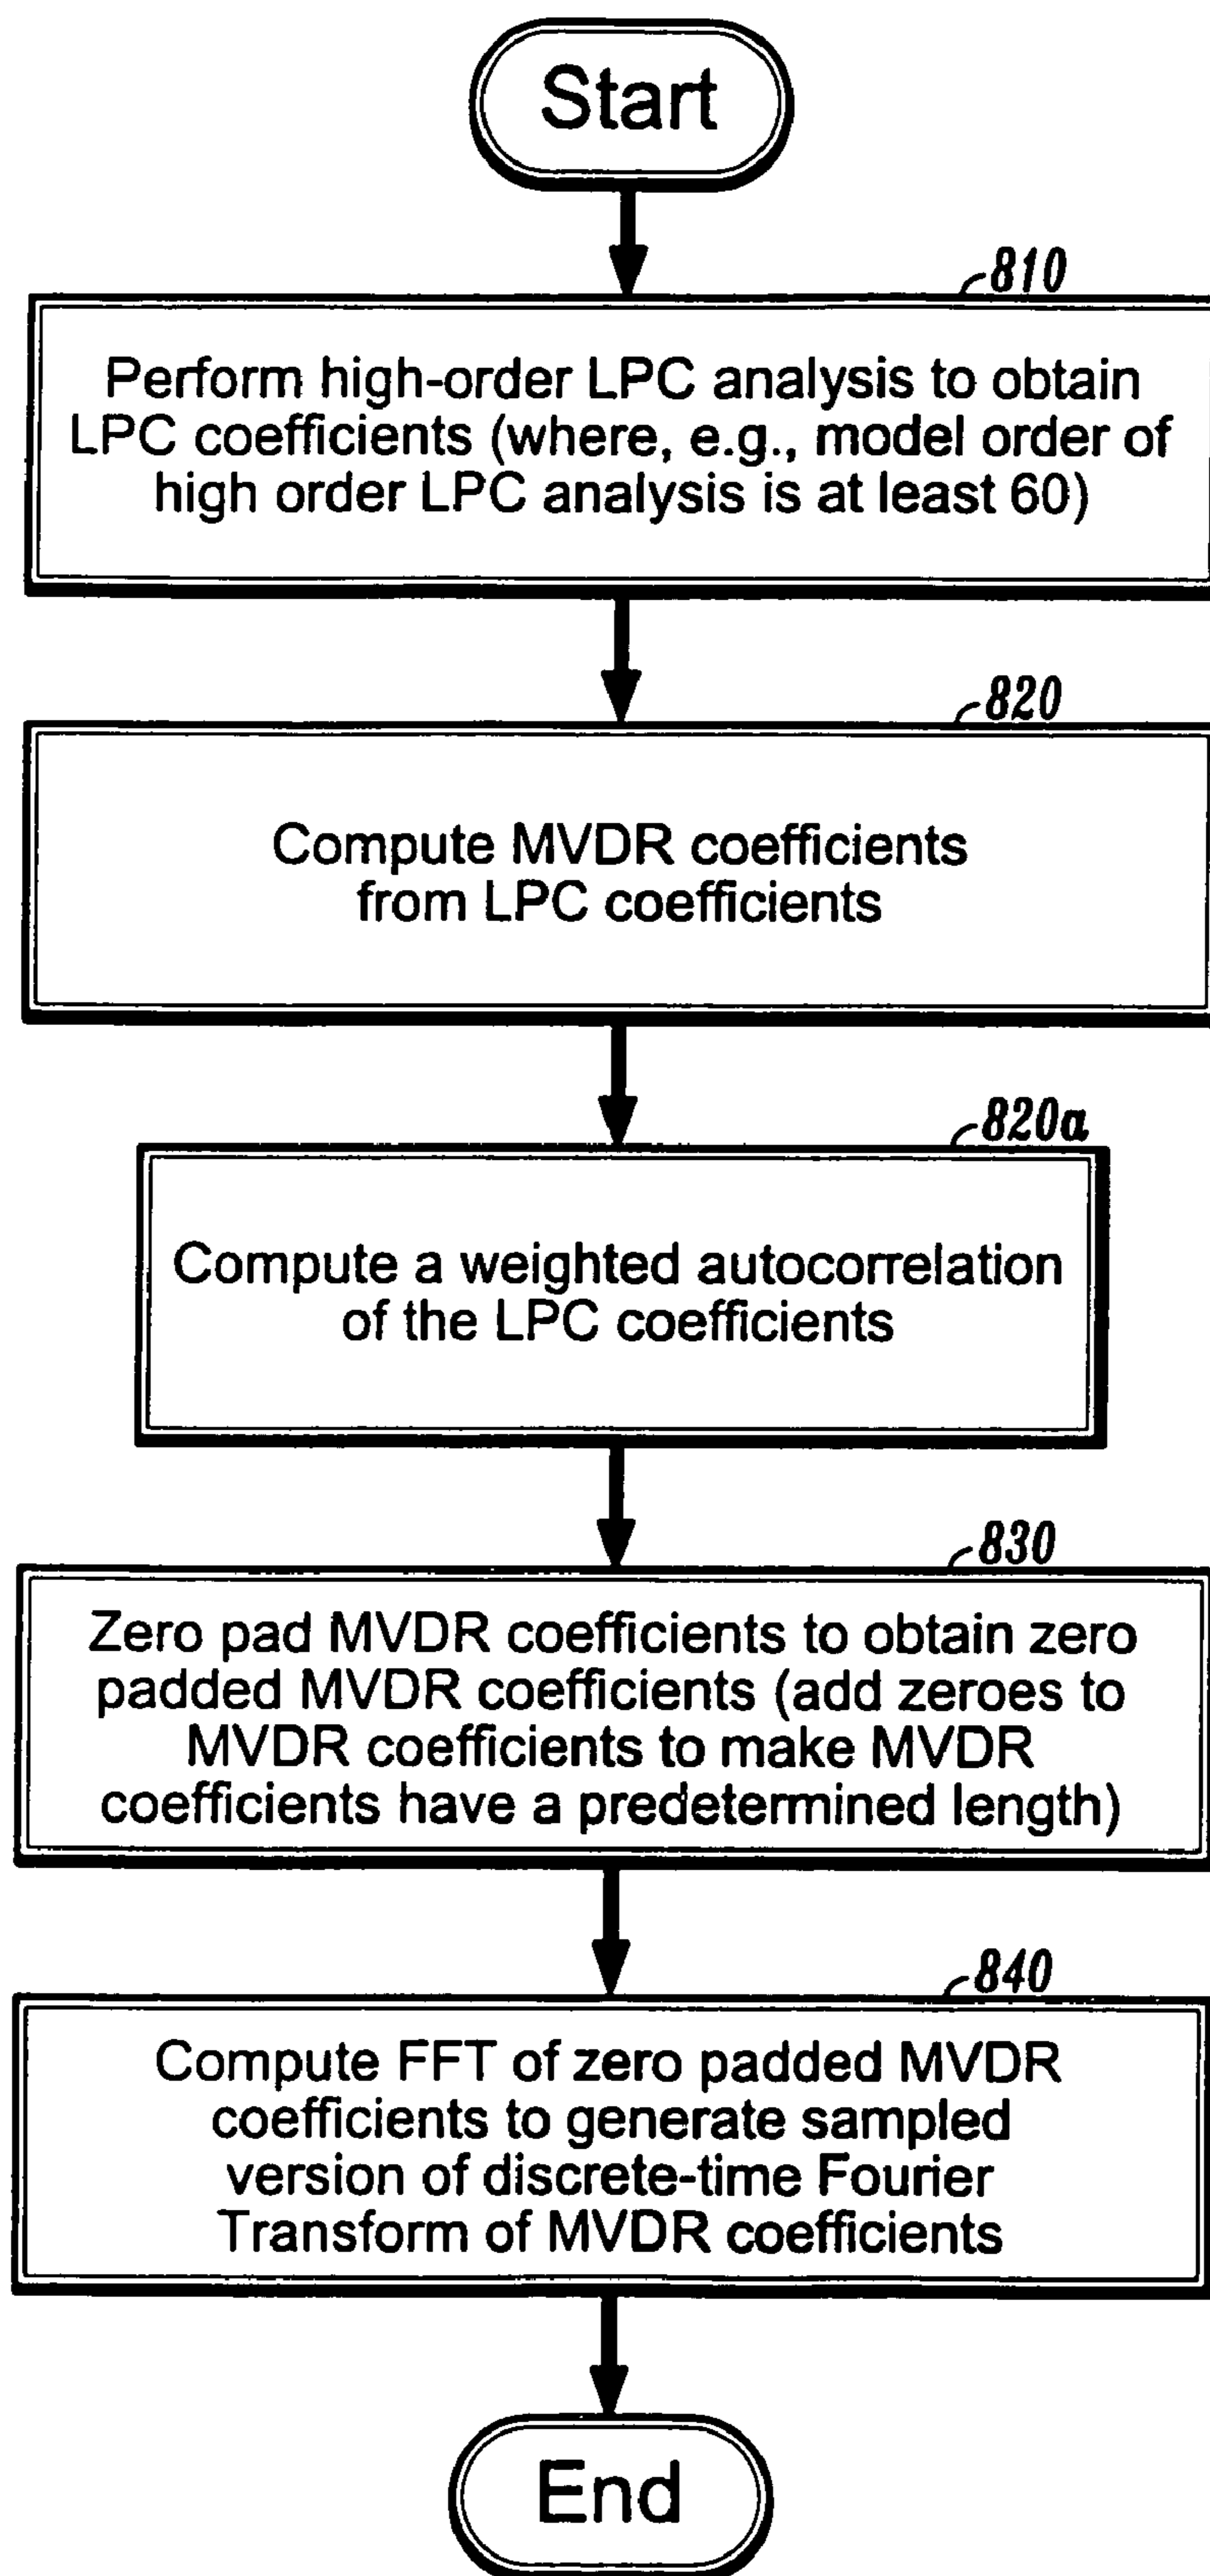 Start
810
Perform high-order LPC analysis to obtain
LPC coefficients (where, e.g., model order of
high order LPC analysis is at least 60)
820
Compute MVDR coefficients
from LPC coefficients
820a
Compute a weighted autocorrelation
of the LPC coefficients
830
Zero pad MVDR coefficients to obtain zero
padded MVDR coefficients (add zeroes to
MVDR coefficients to make MVDR
coefficients have a predetermined length)
840
Compute FFT of zero padded MVDR
coefficients to generate sampled
version of discrete-time Fourier
Transform of MVDR coefficients
End